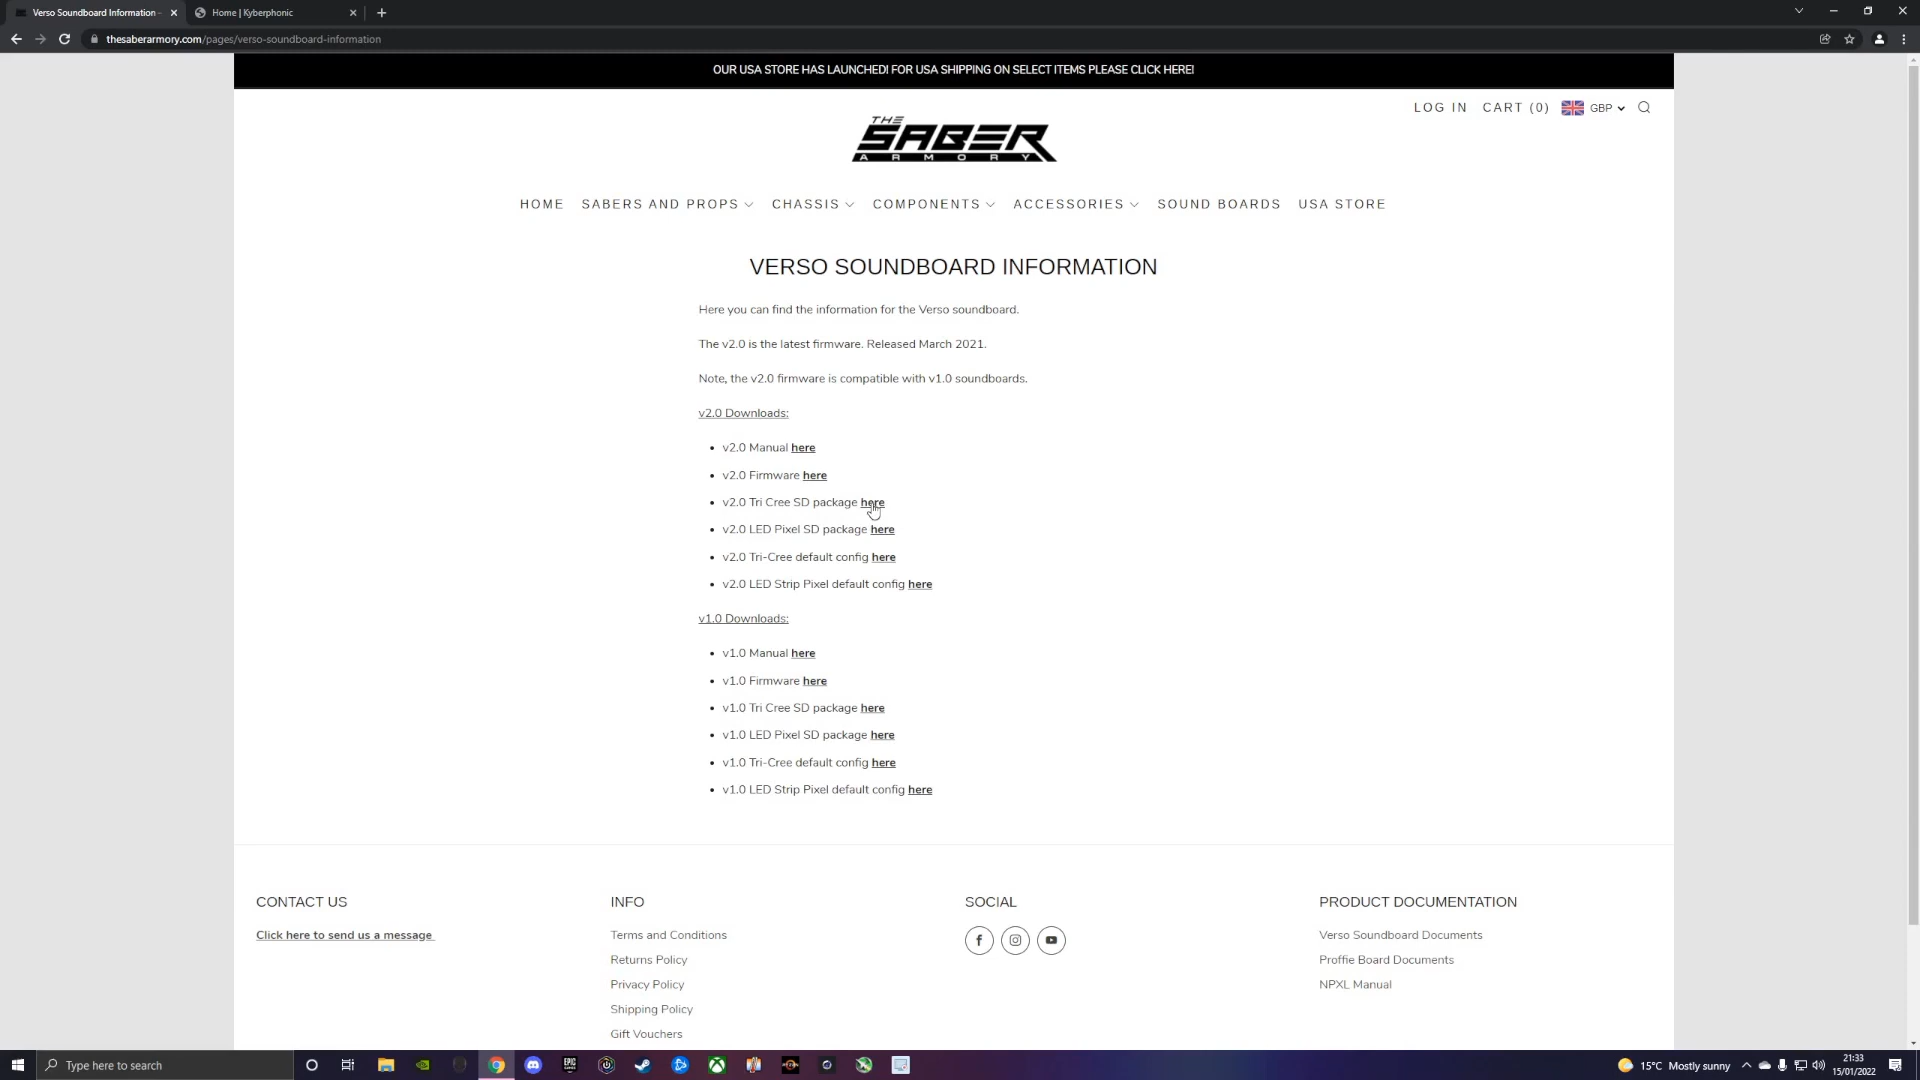 Verso Soundboard Information -
Home | Kyberphonic
thesaberarmory.com/pages/verso-soundboard-information
OUR USA STORE HAS LAUNCHED! FOR USA SHIPPING ON SELECT ITEMS PLEASE CLICK HERE!
LOG IN CART (0) GBP
THE
SABER
ARMORY
HOME SABERS AND PROPS CHASSIS COMPONENTS ACCESSORIES SOUND BOARDS USA STORE
VERSO SOUNDBOARD INFORMATION
Here you can find the information for the Verso soundboard.
The v2.0 is the latest firmware. Released March 2021.
Note, the v2.0 firmware is compatible with v1.0 soundboards.
v2.0 Downloads:
• v2.0 Manual here
• v2.0 Firmware here
• v2.0 Tri Cree SD package here
• v2.0 LED Pixel SD package here
• v2.0 Tri-Cree default config here
• v2.0 LED Strip Pixel default config here
v1.0 Downloads:
• v1.0 Manual here
• v1.0 Firmware here
• v1.0 Tri Cree SD package here
• v1.0 LED Pixel SD package here
• v1.0 Tri-Cree default config here
• v1.0 LED Strip Pixel default config here
CONTACT US
Click here to send us a message
INFO
Terms and Conditions
Returns Policy
Privacy Policy
Shipping Policy
Gift Vouchers
SOCIAL
PRODUCT DOCUMENTATION
Verso Soundboard Documents
Proffie Board Documents
NPXL Manual
Type here to search
15°C Mostly sunny
21:33
15/01/2022